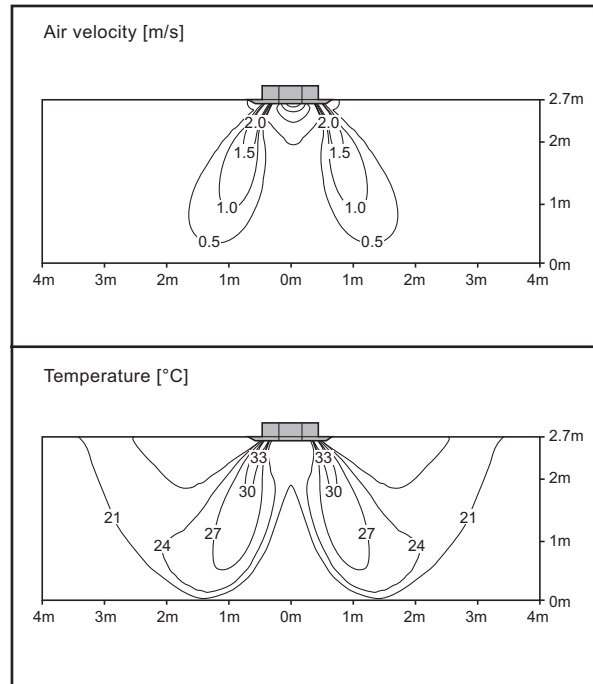 Air velocity [m/s]
2.7m
2.0 2.0
2m
1.5 1.5
1.0 1.0
1m
0.5 0.5
0m
4m 3m 2m 1m 0m 1m 2m 3m 4m
Temperature [°C]
2.7m
33 33
2m
30 30
21 21
27 27
24 24
1m
0m
4m 3m 2m 1m 0m 1m 2m 3m 4m